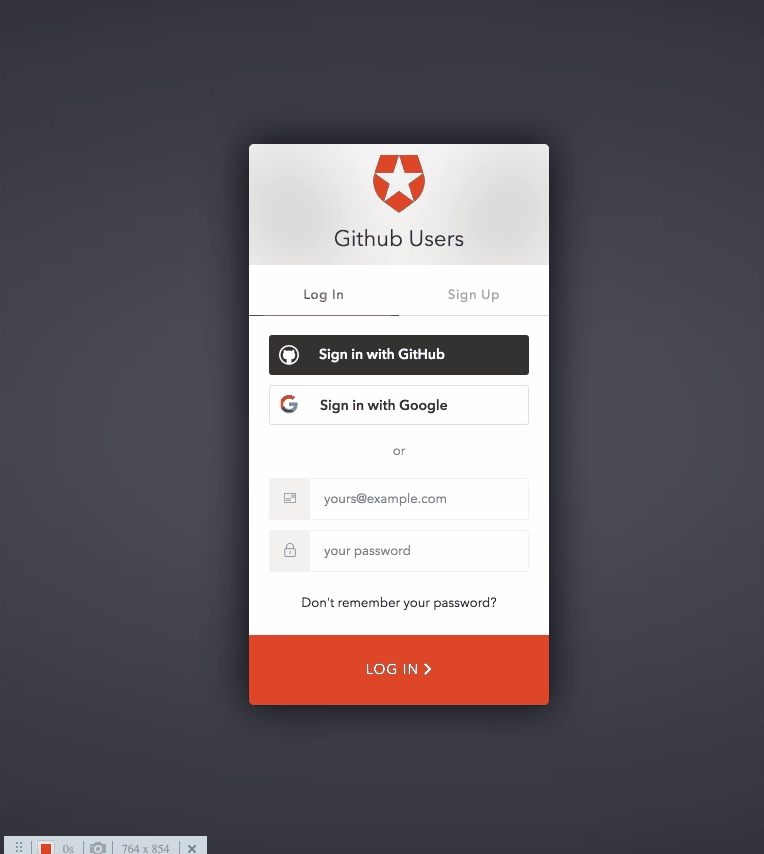 Github Users
Log In
Sign Up
Sign in with GitHub
Sign in with Google
or
yours@example.com
your password
Don't remember your password?
LOG IN
0s
764 x 854